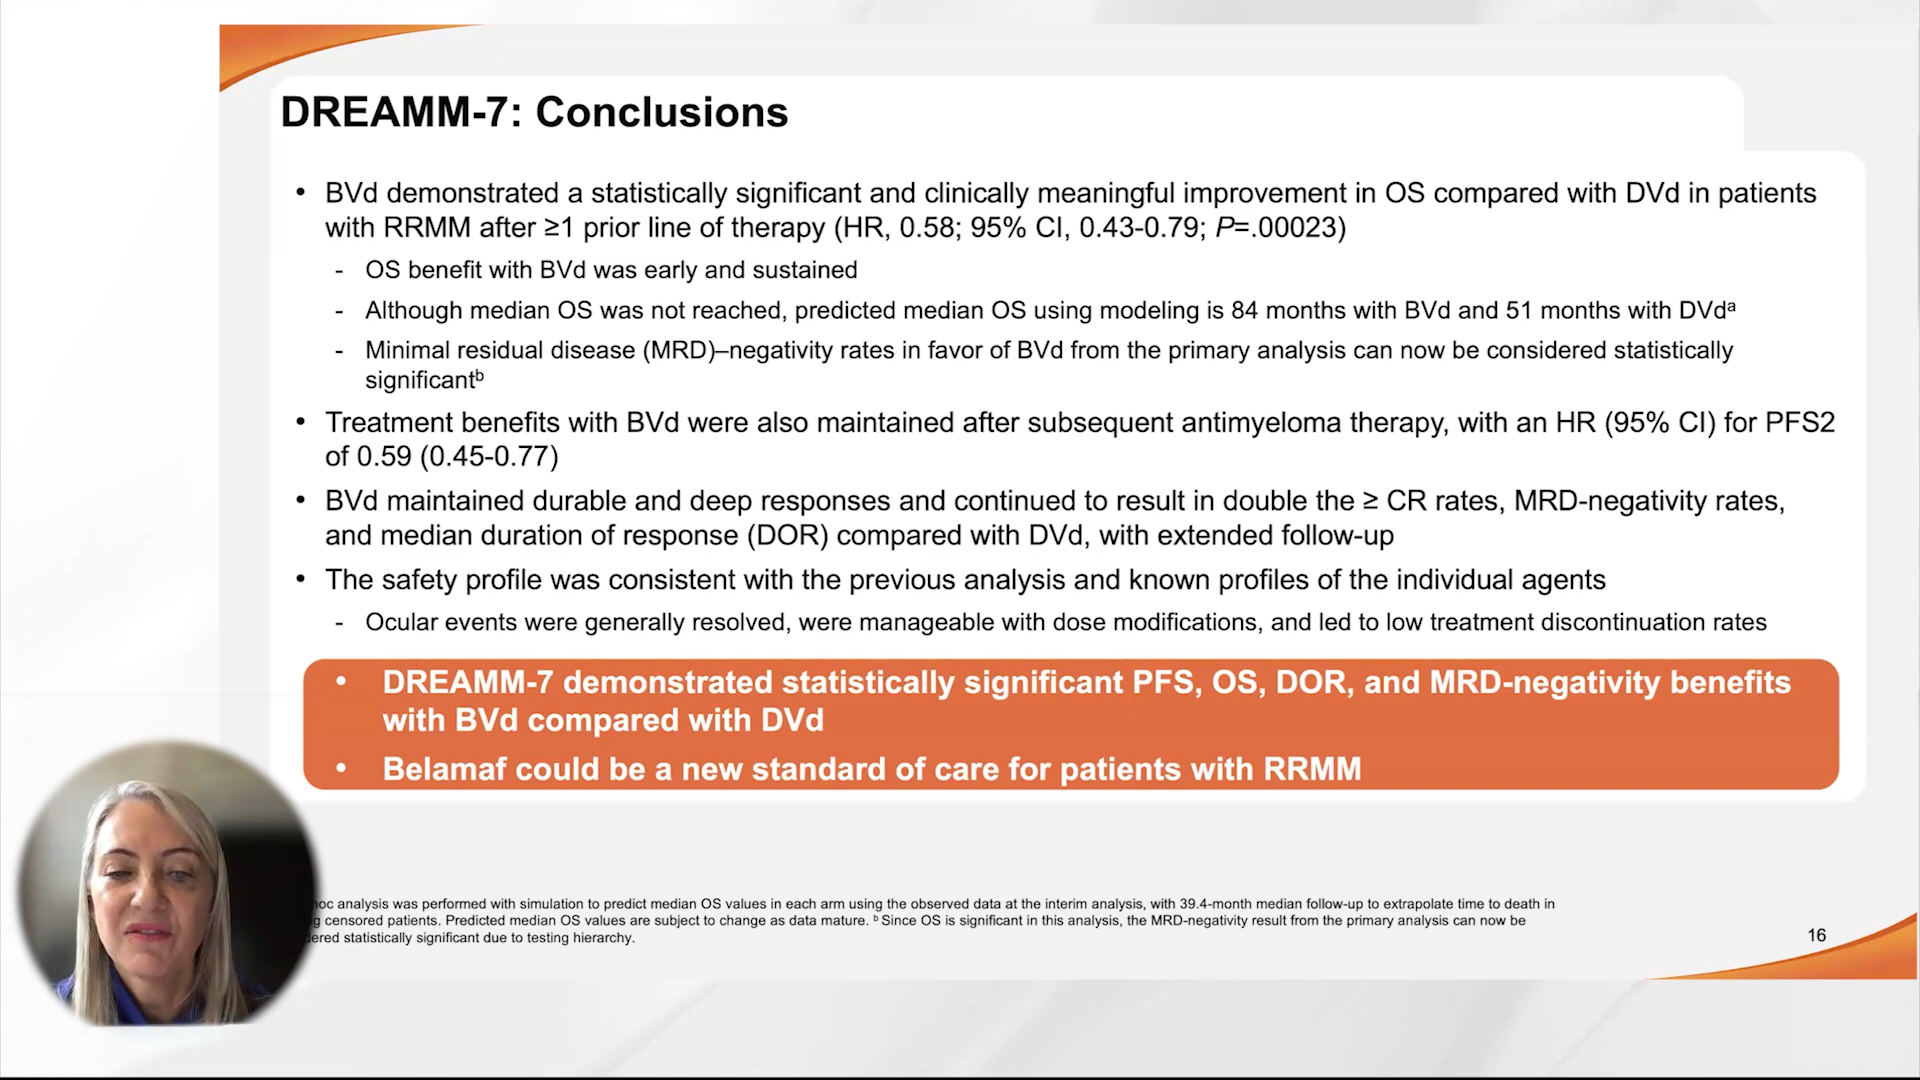 DREAMM-7: Conclusions
• BVd demonstrated a statistically significant and clinically meaningful improvement in OS compared with DVd in patients
with RRMM after ≥1 prior line of therapy (HR, 0.58; 95% CI, 0.43-0.79; P=.00023)
- OS benefit with BVd was early and sustained
- Although median OS was not reached, predicted median OS using modeling is 84 months with BVd and 51 months with DVdᵃ
- Minimal residual disease (MRD)–negativity rates in favor of BVd from the primary analysis can now be considered statistically
significantᵇ
• Treatment benefits with BVd were also maintained after subsequent antimyeloma therapy, with an HR (95% CI) for PFS2
of 0.59 (0.45-0.77)
• BVd maintained durable and deep responses and continued to result in double the ≥ CR rates, MRD-negativity rates,
and median duration of response (DOR) compared with DVd, with extended follow-up
• The safety profile was consistent with the previous analysis and known profiles of the individual agents
- Ocular events were generally resolved, were manageable with dose modifications, and led to low treatment discontinuation rates
• DREAMM-7 demonstrated statistically significant PFS, OS, DOR, and MRD-negativity benefits
with BVd compared with DVd
• Belamaf could be a new standard of care for patients with RRMM
analysis was performed with simulation to predict median OS values in each arm using the observed data at the interim analysis, with 39.4-month median follow-up to extrapolate time to death in
censored patients. Predicted median OS values are subject to change as data mature. ᵇ Since OS is significant in this analysis, the MRD-negativity result from the primary analysis can now be
statistically significant due to testing hierarchy.
16